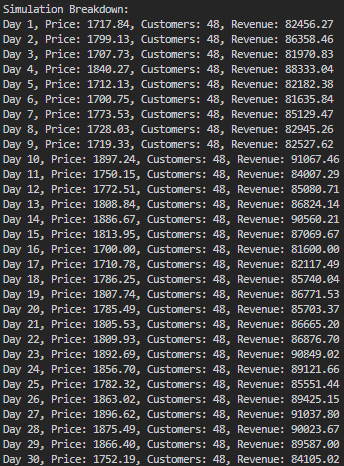 Simulation Breakdown:
Day 1, Price: 1717.84, Customers: 48, Revenue: 82456.27
Day 2, Price: 1799.13, Customers: 48, Revenue: 86358.46
Day 3, Price: 1707.73, Customers: 48, Revenue: 81970.83
Day 4, Price: 1840.27, Customers: 48, Revenue: 88333.04
Day 5, Price: 1712.13, Customers: 48, Revenue: 82182.38
Day 6, Price: 1700.75, Customers: 48, Revenue: 81635.84
Day 7, Price: 1773.53, Customers: 48, Revenue: 85129.47
Day 8, Price: 1728.03, Customers: 48, Revenue: 82945.26
Day 9, Price: 1719.33, Customers: 48, Revenue: 82527.62
Day 10, Price: 1897.24, Customers: 48, Revenue: 91067.46
Day 11, Price: 1750.15, Customers: 48, Revenue: 84007.29
Day 12, Price: 1772.51, Customers: 48, Revenue: 85080.71
Day 13, Price: 1808.84, Customers: 48, Revenue: 86824.14
Day 14, Price: 1886.67, Customers: 48, Revenue: 90560.21
Day 15, Price: 1813.95, Customers: 48, Revenue: 87069.67
Day 16, Price: 1700.00, Customers: 48, Revenue: 81600.00
Day 17, Price: 1710.78, Customers: 48, Revenue: 82117.49
Day 18, Price: 1786.25, Customers: 48, Revenue: 85740.04
Day 19, Price: 1807.74, Customers: 48, Revenue: 86771.53
Day 20, Price: 1785.49, Customers: 48, Revenue: 85703.37
Day 21, Price: 1805.53, Customers: 48, Revenue: 86665.20
Day 22, Price: 1809.93, Customers: 48, Revenue: 86876.70
Day 23, Price: 1892.69, Customers: 48, Revenue: 90849.02
Day 24, Price: 1856.70, Customers: 48, Revenue: 89121.66
Day 25, Price: 1782.32, Customers: 48, Revenue: 85551.44
Day 26, Price: 1863.02, Customers: 48, Revenue: 89425.15
Day 27, Price: 1896.62, Customers: 48, Revenue: 91037.80
Day 28, Price: 1875.49, Customers: 48, Revenue: 90023.67
Day 29, Price: 1866.40, Customers: 48, Revenue: 89587.00
Day 30, Price: 1752.19, Customers: 48, Revenue: 84105.02